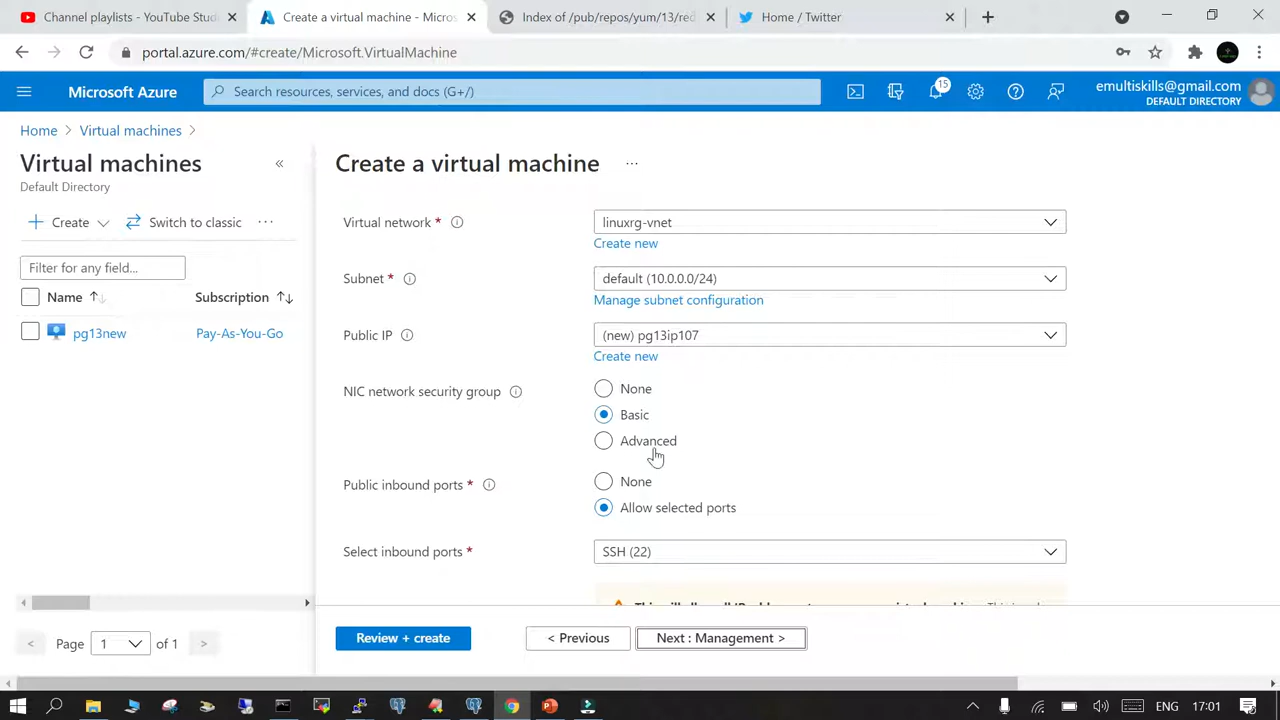 Channel playlists - YouTube Stud
Create a virtual machine - Micros
Index of /pub/repos/yum/13/red
Home / Twitter
portal.azure.com/#create/Microsoft.VirtualMachine
Microsoft Azure
Search resources, services, and docs (G+/)
15
emultiskills@gmail.com
DEFAULT DIRECTORY
Home > Virtual machines >
Virtual machines
«
Default Directory
Create a virtual machine ...
+ Create
Switch to classic
...
Filter for any field...
Name ↑↓
Subscription ↑↓
pg13new
Pay-As-You-Go
< Page 1 of 1 >
Virtual network *
linuxrg-vnet
Create new
Subnet *
default (10.0.0.0/24)
Manage subnet configuration
Public IP
(new) pg13ip107
Create new
NIC network security group
None
Basic
Advanced
Public inbound ports *
None
Allow selected ports
Select inbound ports *
SSH (22)
Review + create
< Previous
Next : Management >
ENG
17:01